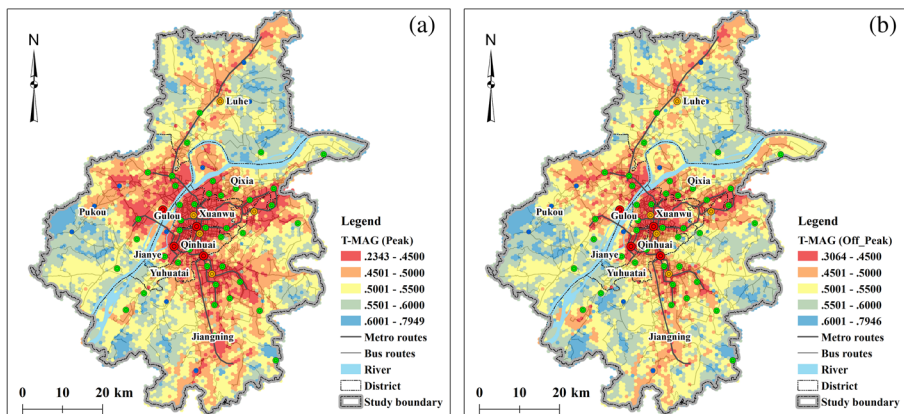 (a)
N
Luhe
Qixia
Pukou
Gulou
Xuanwu
Qinhuai
Jianye
Yuhuatai
Jiangning
Legend
T-MAG (Peak)
.2343 - .4500
.4501 - .5000
.5001 - .5500
.5501 - .6000
.6001 - .7949
Metro routes
Bus routes
River
District
Study boundary
0 10 20 km
(b)
N
Luhe
Qixia
Pukou
Gulou
Xuanwu
Qinhuai
Jianye
Yuhuatai
Jiangning
Legend
T-MAG (Off_Peak)
.3064 - .4500
.4501 - .5000
.5001 - .5500
.5501 - .6000
.6001 - .7946
Metro routes
Bus routes
River
District
Study boundary
0 10 20 km